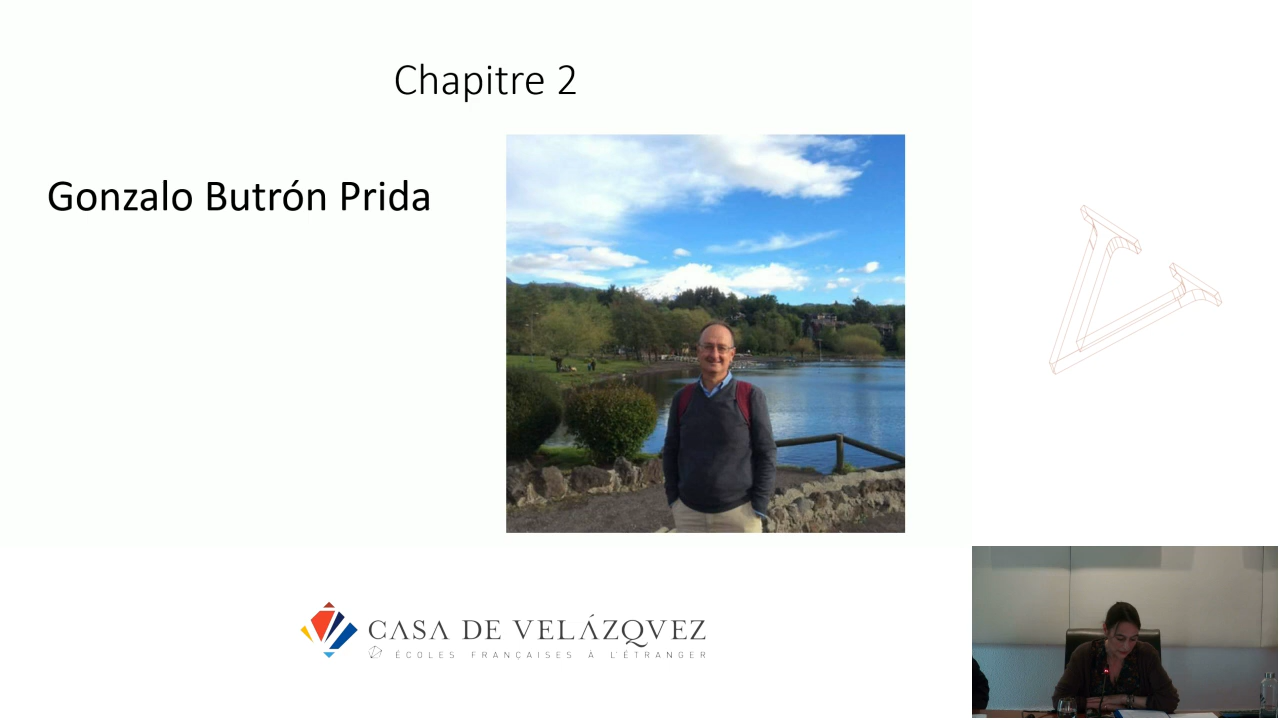 Chapitre 2
Gonzalo Butrón Prida
CASA DE VELÁZQVEZ
ÉCOLES FRANÇAISES À L'ÉTRANGER